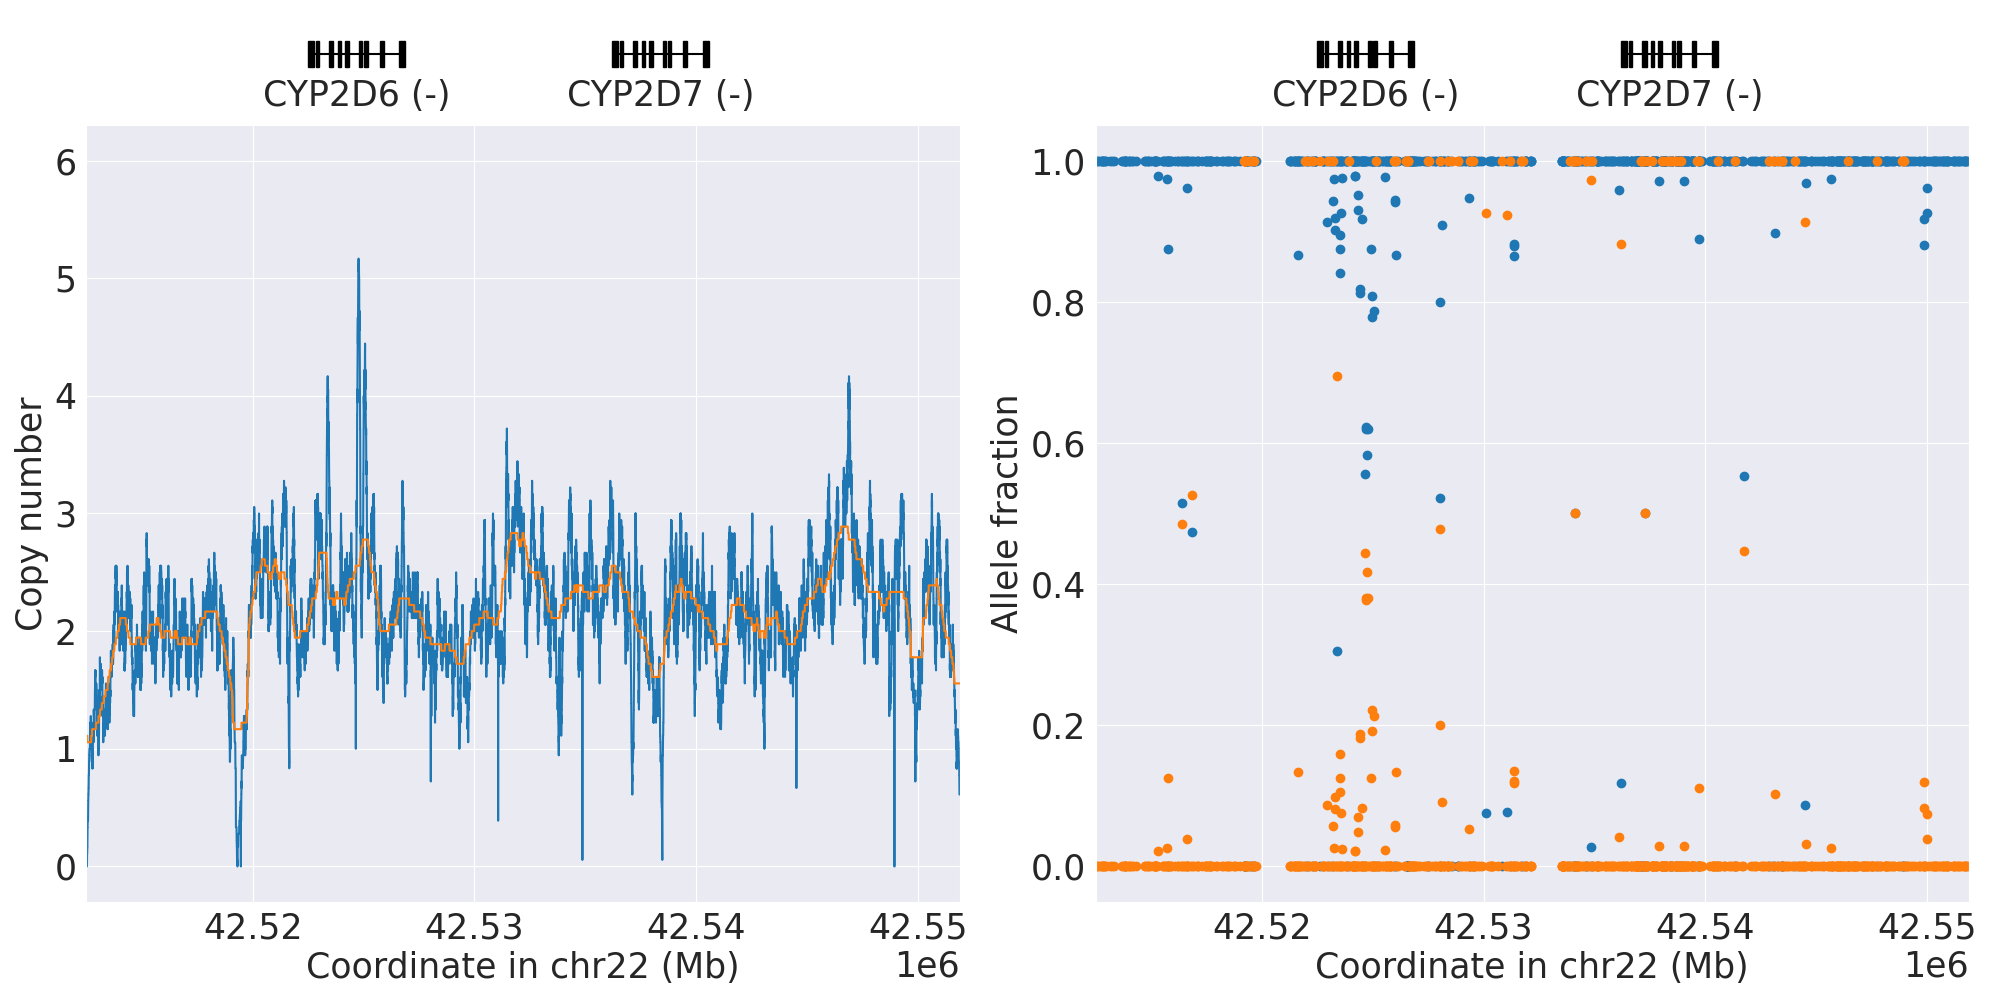 CYP2D6 (-) CYP2D7 (-)
6
5
4
3
2
1
0
Copy number
42.52 42.53 42.54 42.55
Coordinate in chr22 (Mb)
1e6
CYP2D6 (-) CYP2D7 (-)
1.0
0.8
0.6
0.4
0.2
0.0
Allele fraction
42.52 42.53 42.54 42.55
Coordinate in chr22 (Mb)
1e6